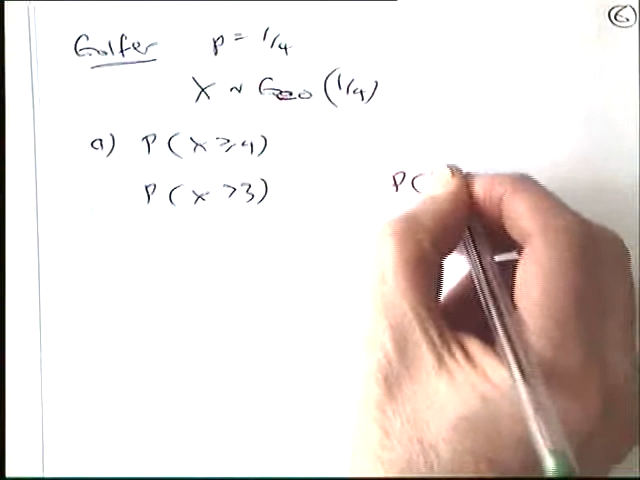 6
Golfer p = 1/4
X ~ Geo (1/4)
a) P(X ≥ 4)
P(X > 3) P(